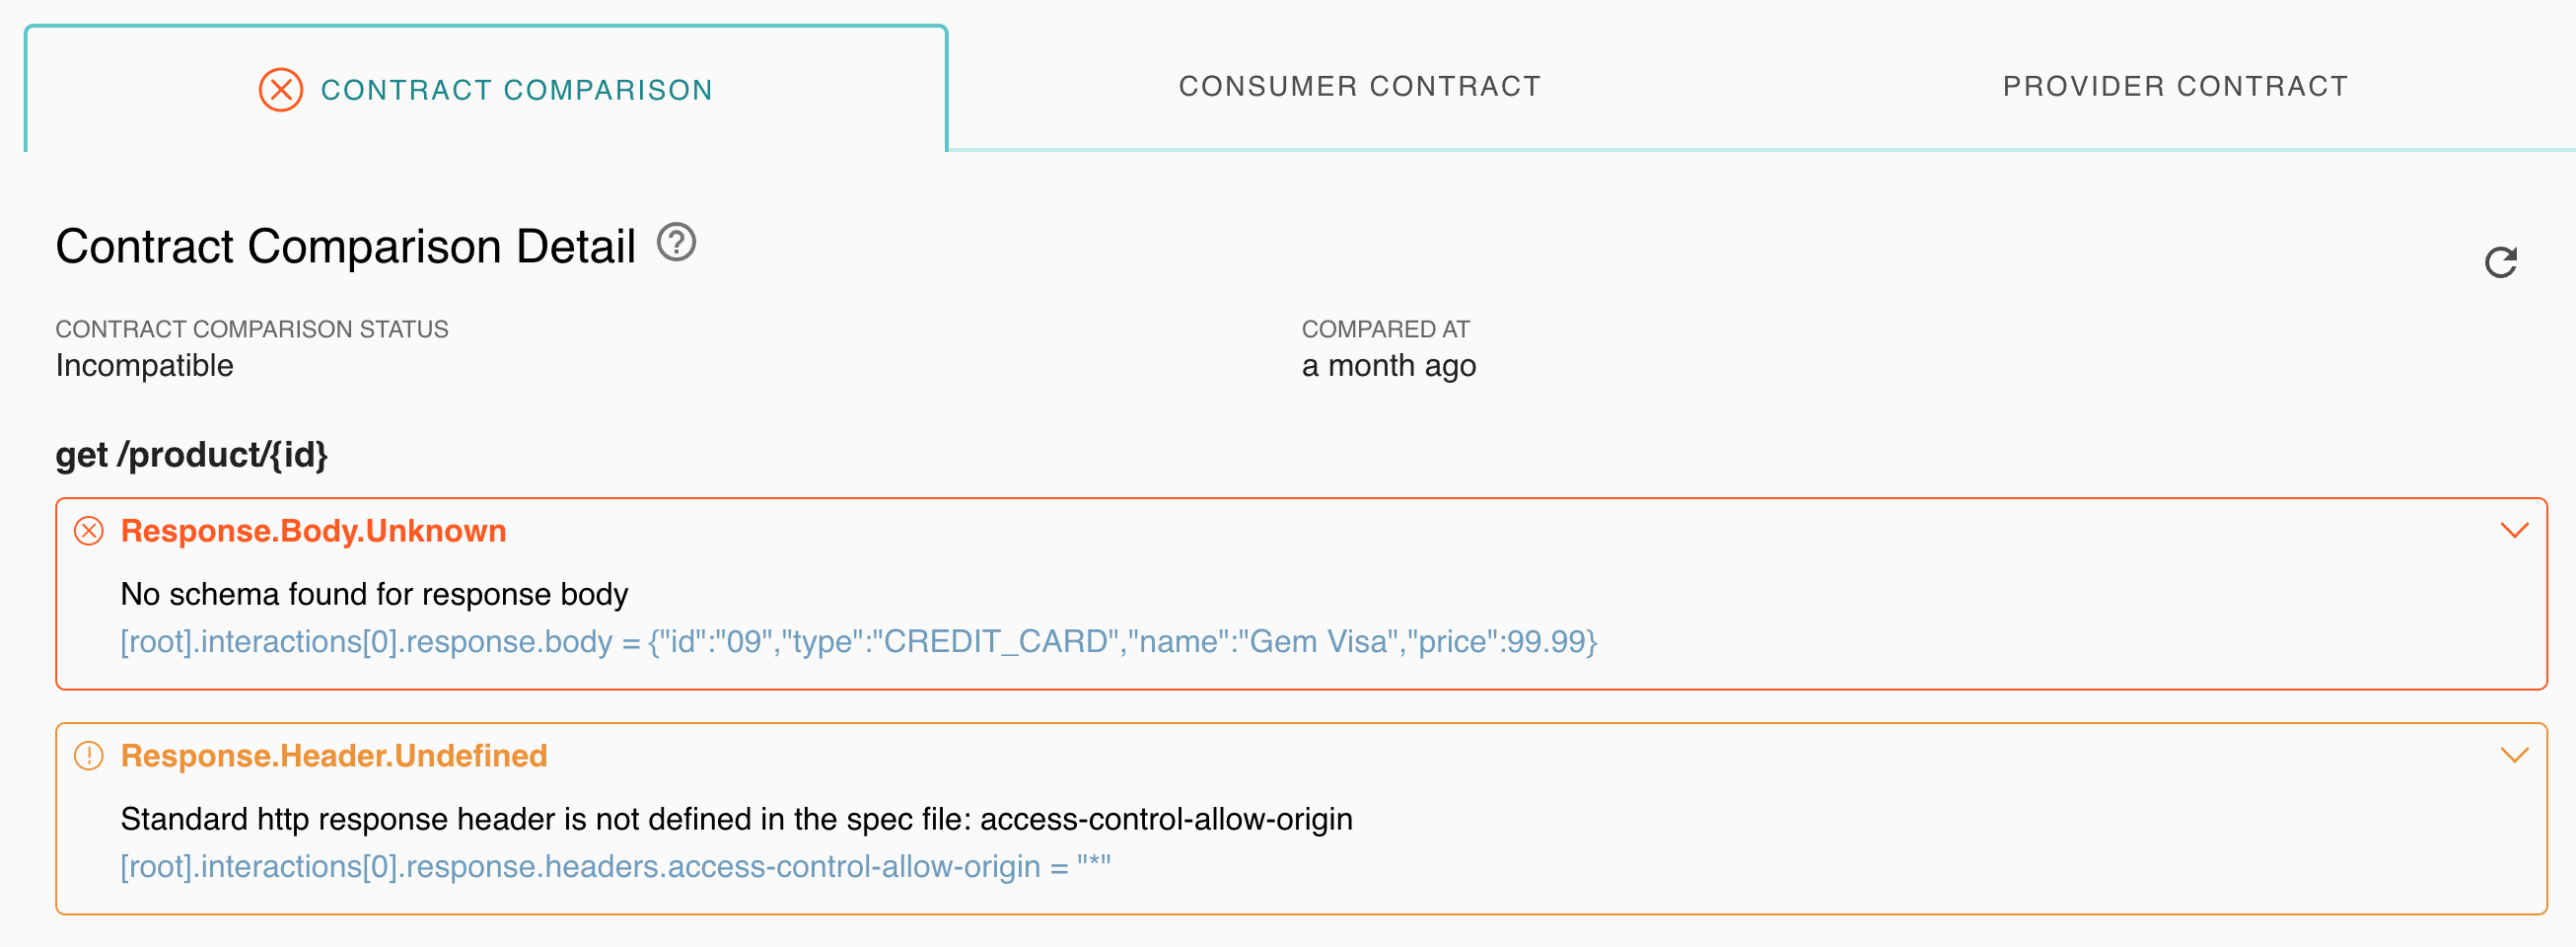 CONTRACT COMPARISON
CONSUMER CONTRACT
PROVIDER CONTRACT
Contract Comparison Detail
CONTRACT COMPARISON STATUS
COMPARED AT
Incompatible
a month ago
get /product/{id}
Response.Body.Unknown
No schema found for response body
[root].interactions[0].response.body = {"id":"09","type":"CREDIT_CARD","name":"Gem Visa","price":99.99}
Response.Header.Undefined
Standard http response header is not defined in the spec file: access-control-allow-origin
[root].interactions[0].response.headers.access-control-allow-origin = "*"